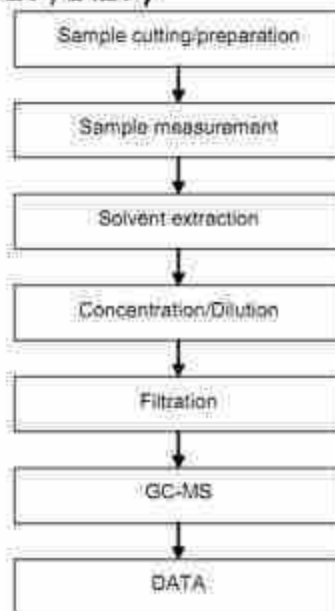 Sample cutting/preparation
Sample measurement
Solvent extraction
Concentration/Dilution
Filtration
GC-MS
DATA